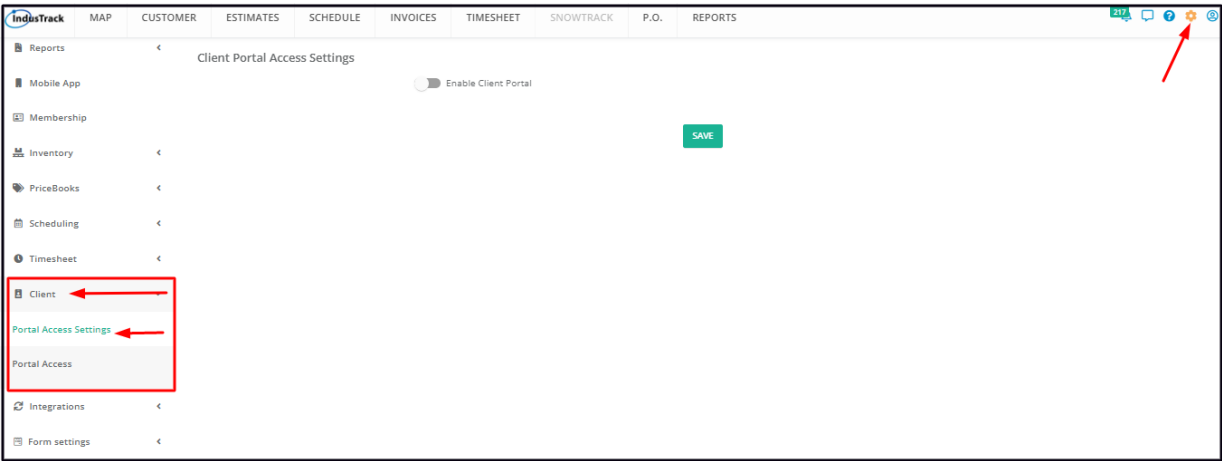 IndusTrack MAP CUSTOMER ESTIMATES SCHEDULE INVOICES TIMESHEET SNOWTRACK P.O. REPORTS 217
Reports
Client Portal Access Settings
Mobile App
Enable Client Portal
Membership
SAVE
Inventory
PriceBooks
Scheduling
Timesheet
Client
Portal Access Settings
Portal Access
Integrations
Form settings